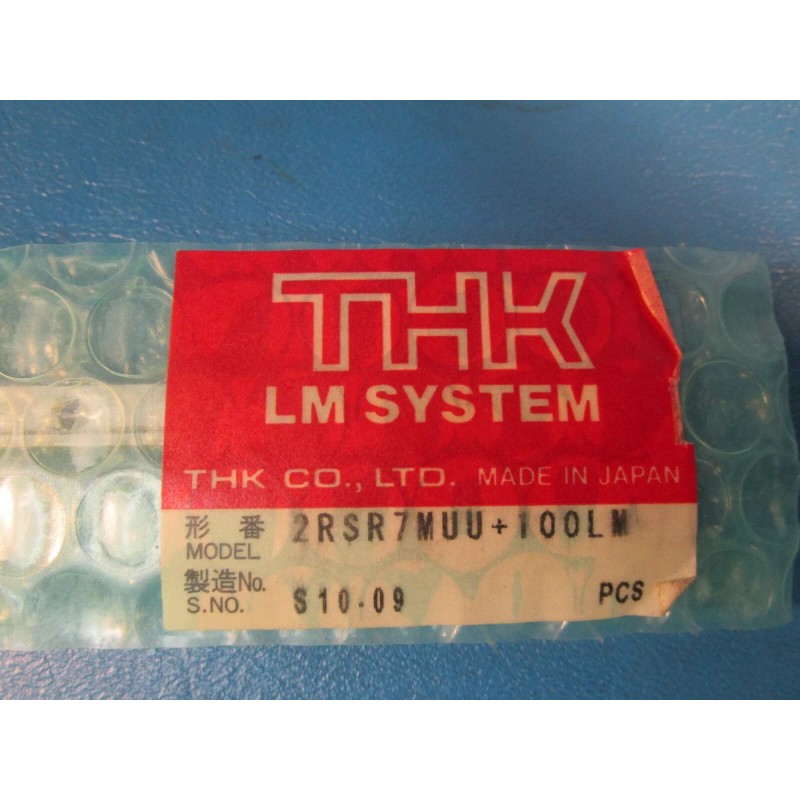 THK
LM SYSTEM
THK CO., LTD. MADE IN JAPAN
形番 2RSR7MUU+100LM
MODEL
製造No. S10-09 PCS
S.NO.